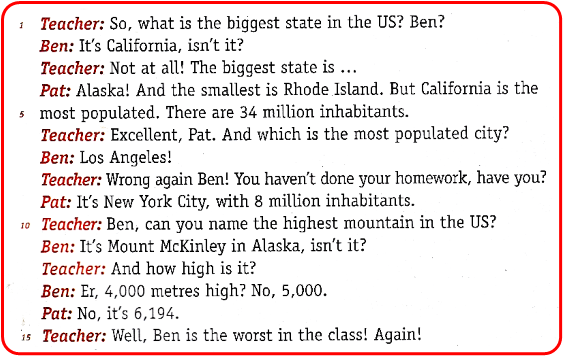 1 Teacher: So, what is the biggest state in the US? Ben?
Ben: It's California, isn't it?
Teacher: Not at all! The biggest state is ...
Pat: Alaska! And the smallest is Rhode Island. But California is the
5 most populated. There are 34 million inhabitants.
Teacher: Excellent, Pat. And which is the most populated city?
Ben: Los Angeles!
Teacher: Wrong again Ben! You haven't done your homework, have you?
Pat: It's New York City, with 8 million inhabitants.
10 Teacher: Ben, can you name the highest mountain in the US?
Ben: It's Mount McKinley in Alaska, isn't it?
Teacher: And how high is it?
Ben: Er, 4,000 metres high? No, 5,000.
Pat: No, it's 6,194.
15 Teacher: Well, Ben is the worst in the class! Again!